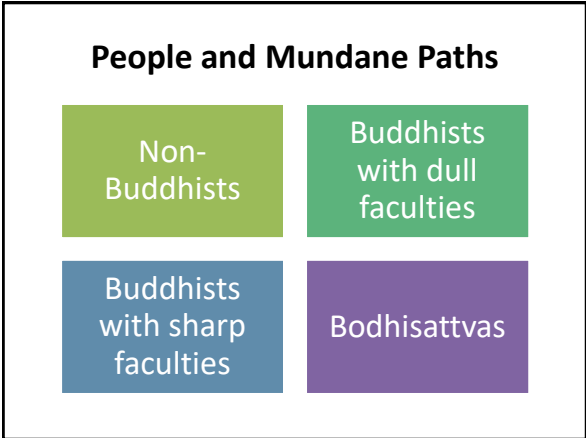 People and Mundane Paths
Non-
Buddhists
Buddhists
with dull
faculties
Buddhists
with sharp
faculties
Bodhisattvas